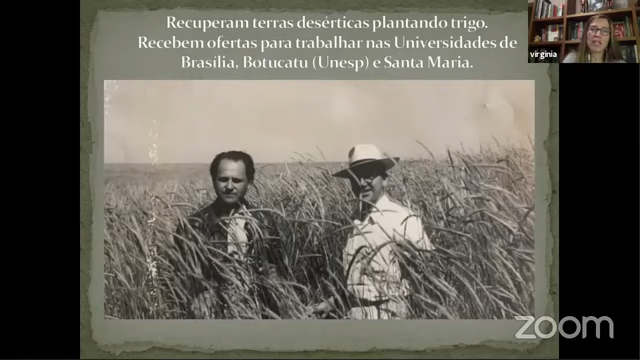 Recuperam terras desérticas plantando trigo.
Recebem ofertas para trabalhar nas Universidades de
Brasília, Botucatu (Unesp) e Santa Maria.
virginia
zoom